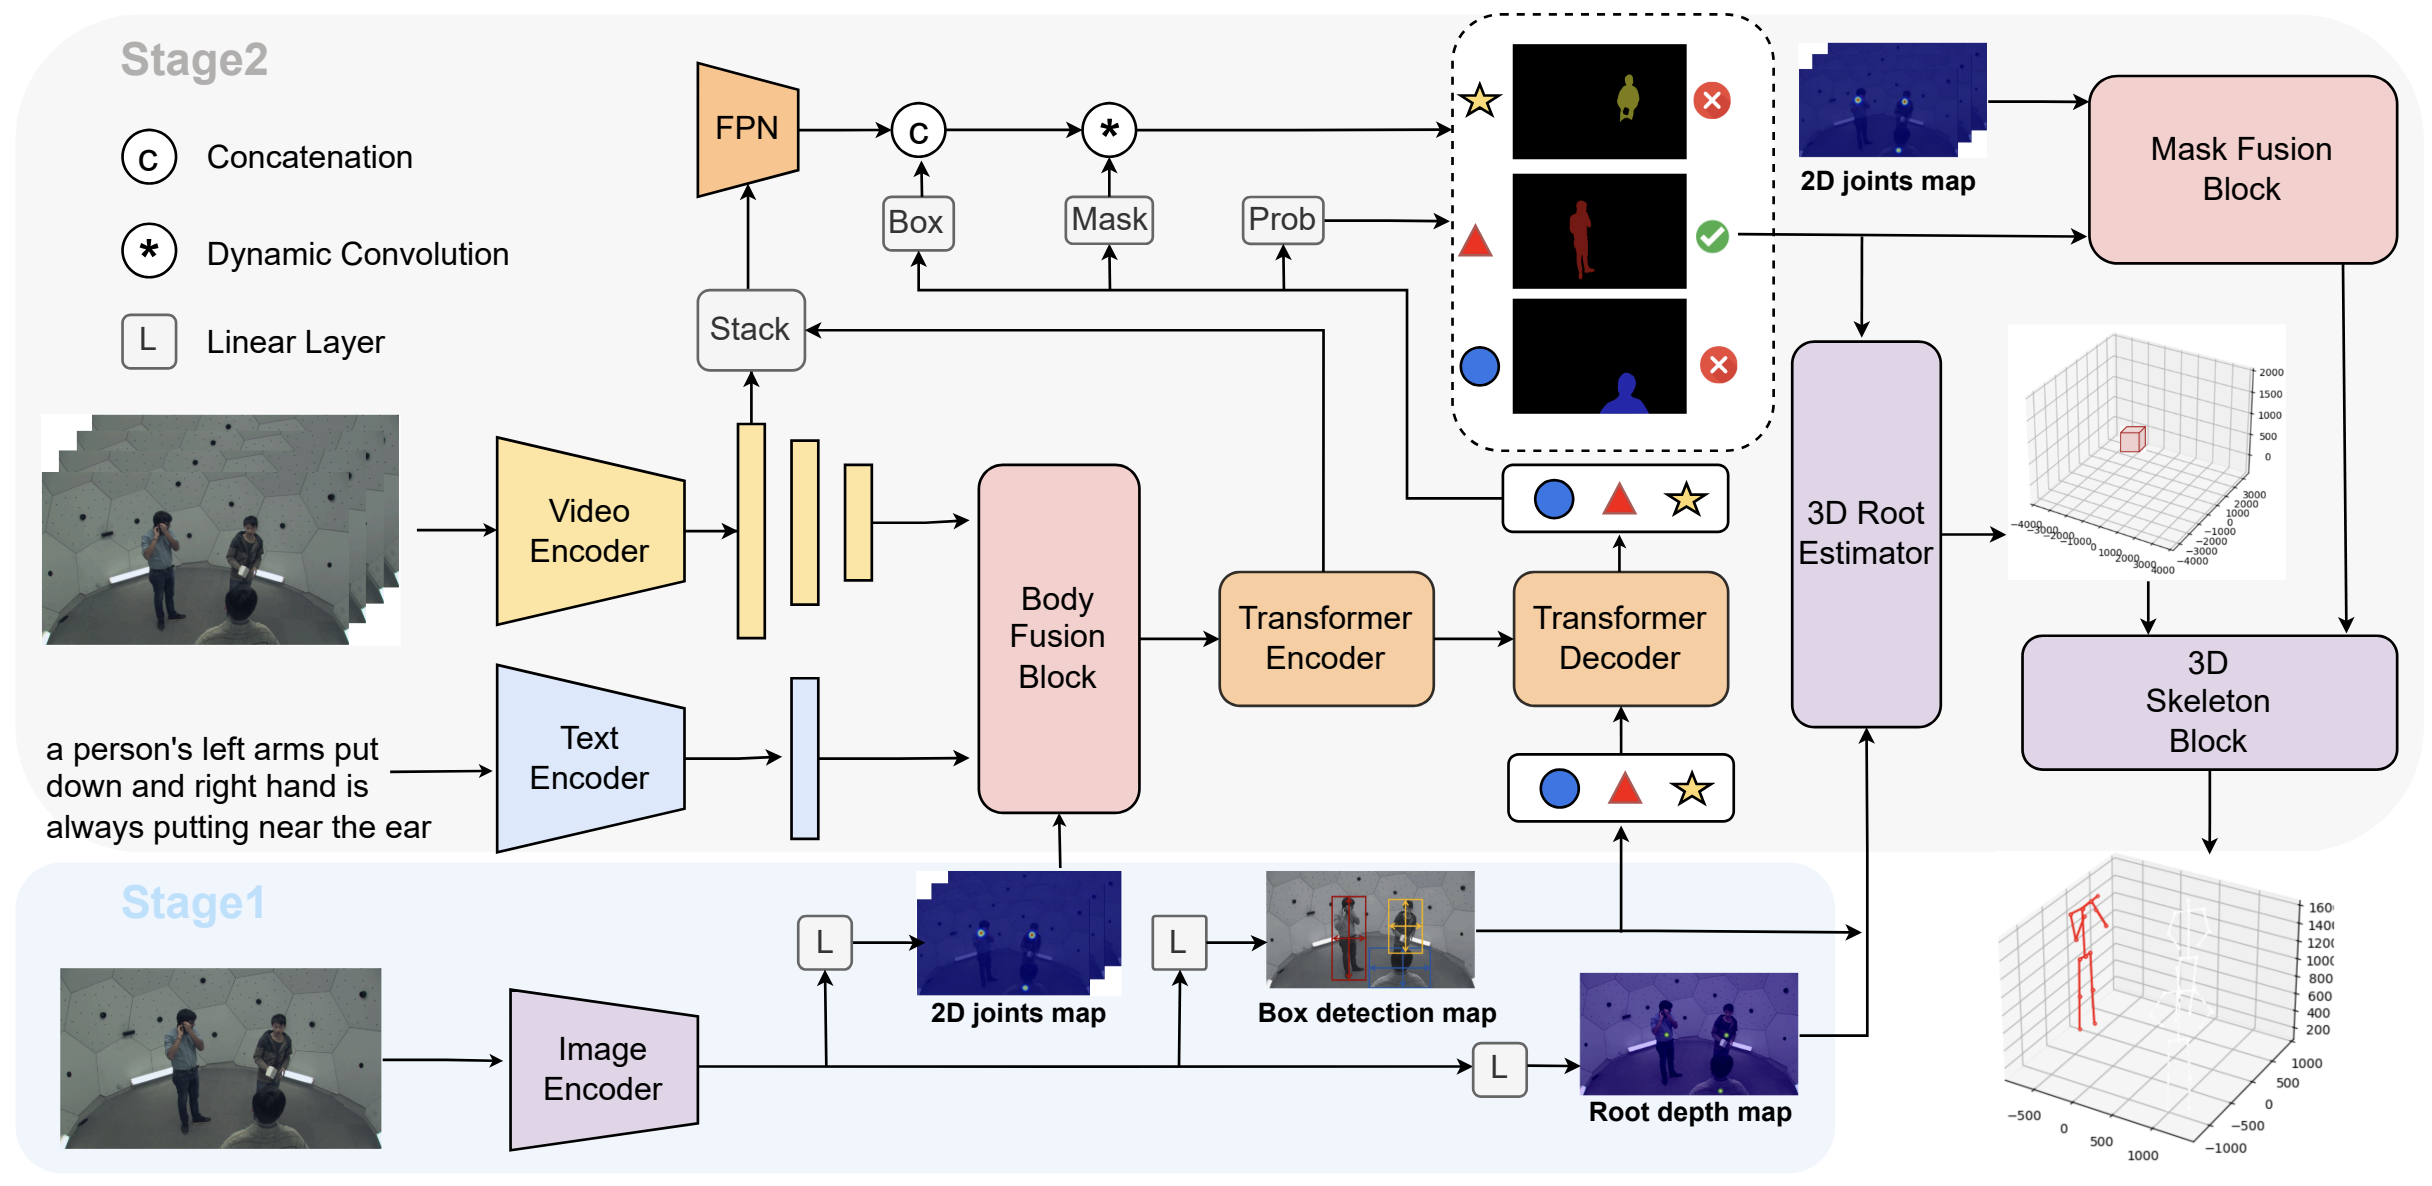 Stage2
c
Concatenation
*
Dynamic Convolution
L
Linear Layer
FPN
c
*
Box
Mask
Prob
Stack
2D joints map
Mask Fusion
Block
Video
Encoder
Text
Encoder
a person's left arms put
down and right hand is
always putting near the ear
Body
Fusion
Block
Transformer
Encoder
Transformer
Decoder
3D Root
Estimator
2000
1500
1000
500
0
3000
2000
1000
0
−1000
−2000
−3000
−4000
−4000
−3000
−2000
−1000
0
1000
2000
3000
4000
3D
Skeleton
Block
Stage1
Image
Encoder
L
2D joints map
L
Box detection map
L
Root depth map
160
140
120
1000
800
600
400
200
1000
500
0
−500
−1000
−500
0
500
1000